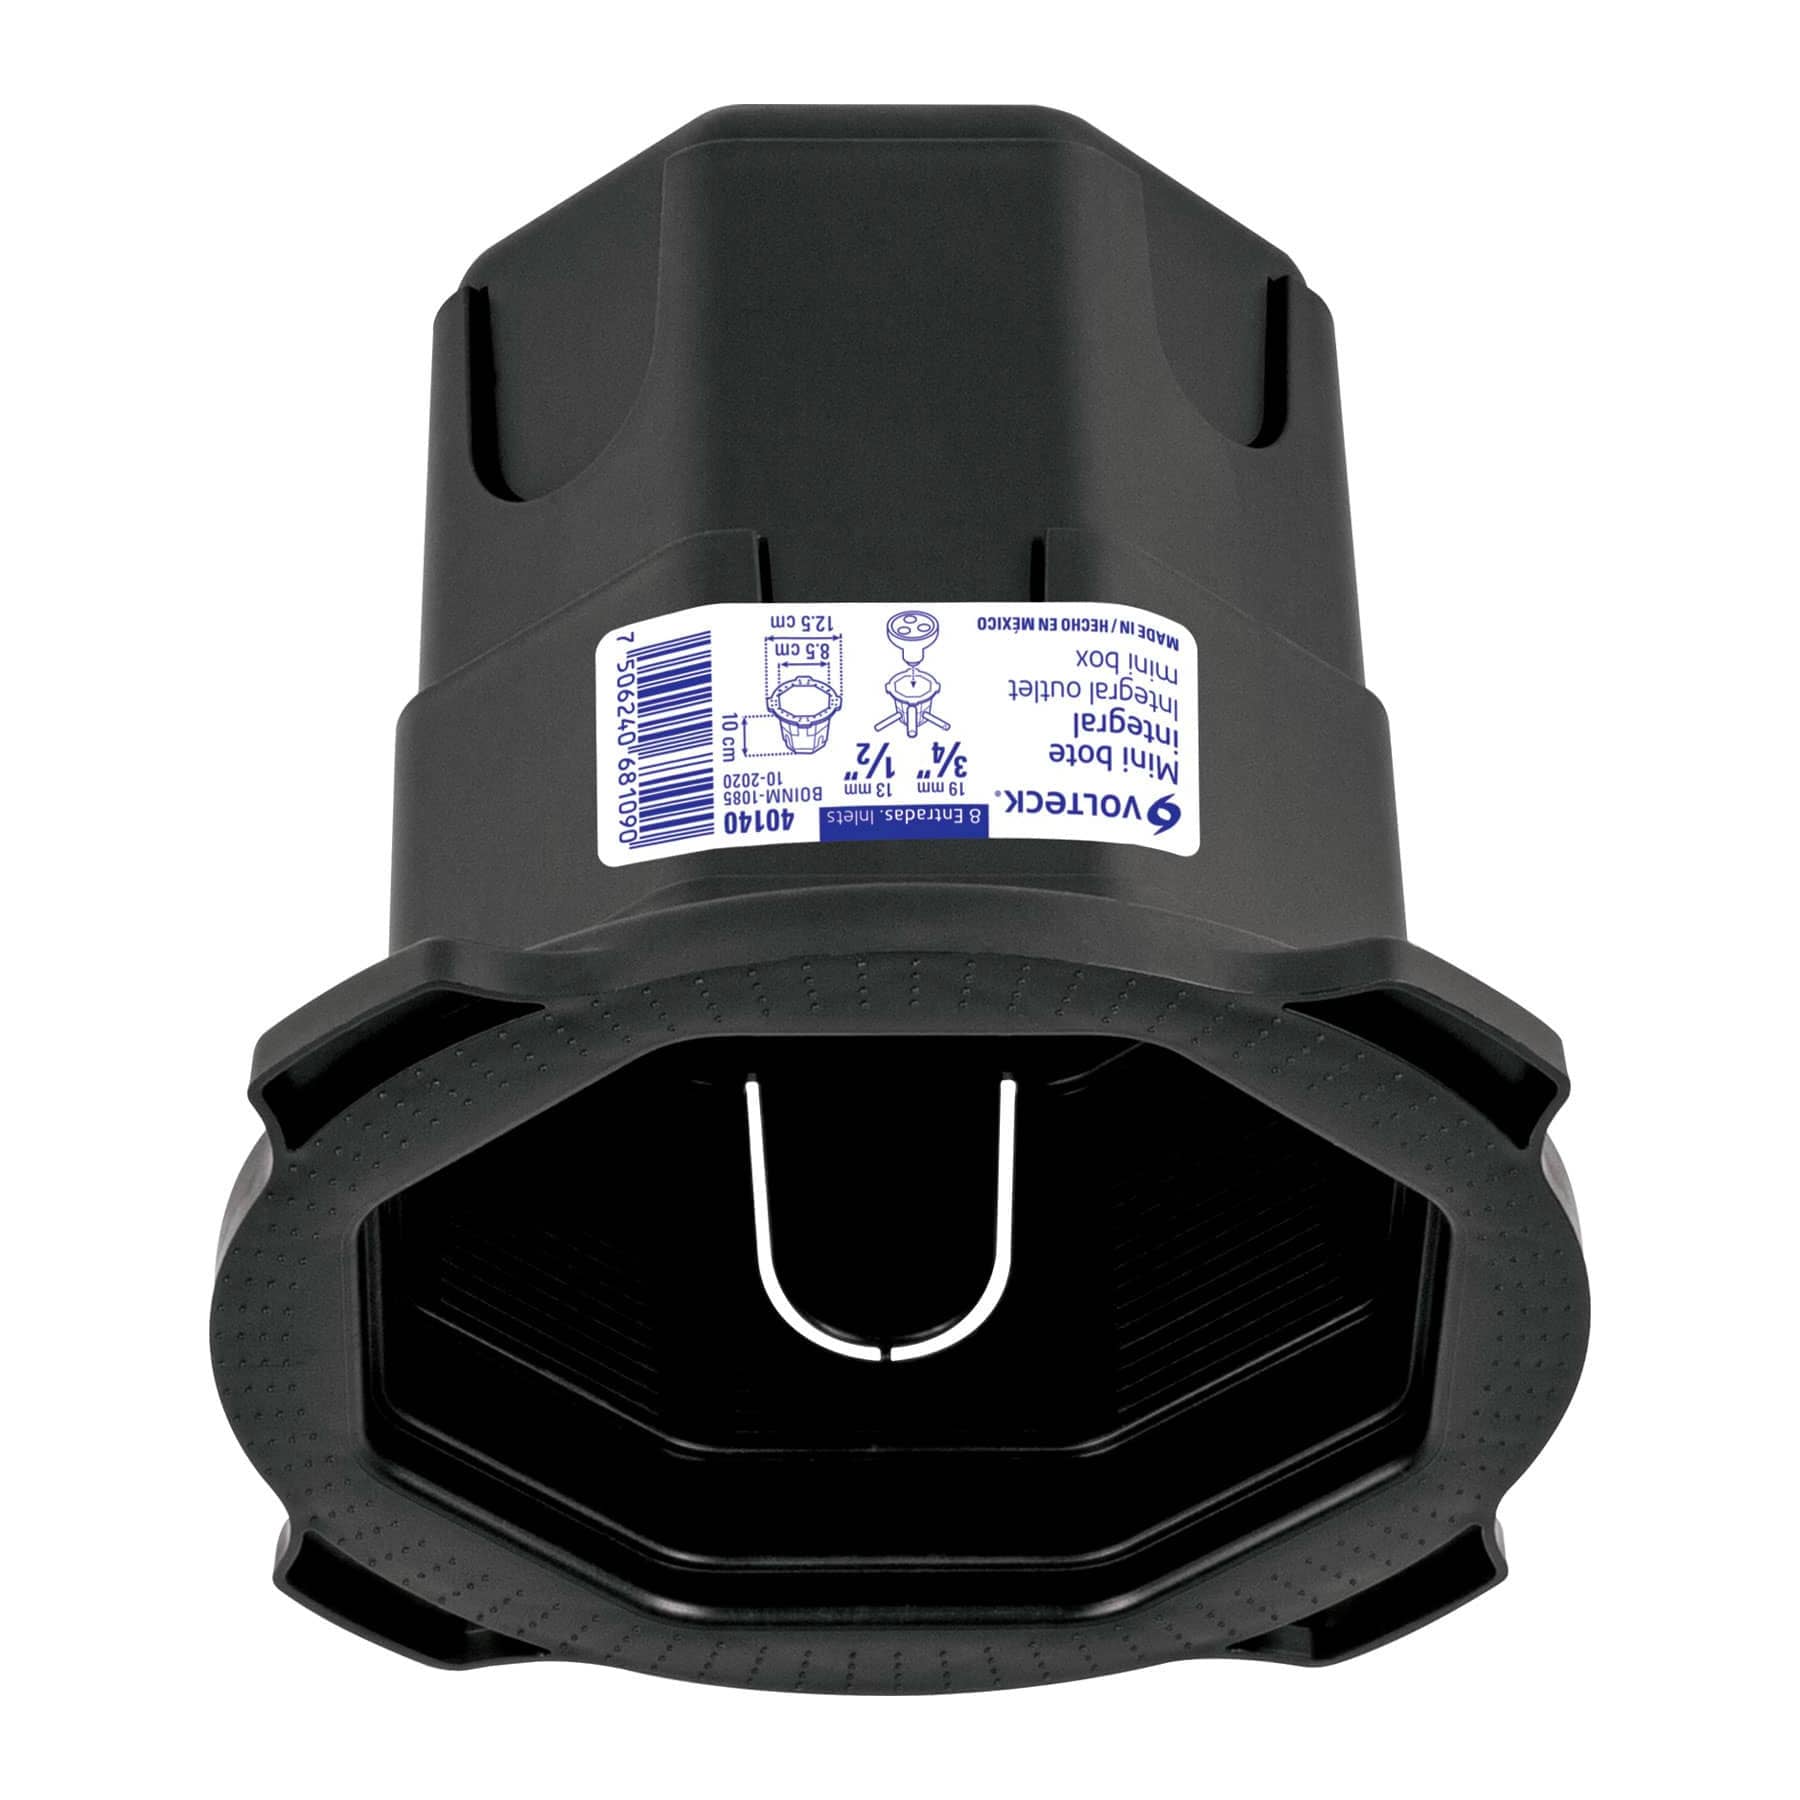 VOLTECK®
Mini bote
integral
Integral outlet
mini box
MADE IN / HECHO EN MÉXICO
8 Entradas. Inlets
19 mm 13 mm
3/4" 1/2"
40140
BOINM-1085
10-2020
10 cm
8.5 cm
12.5 cm
7 506240 681090